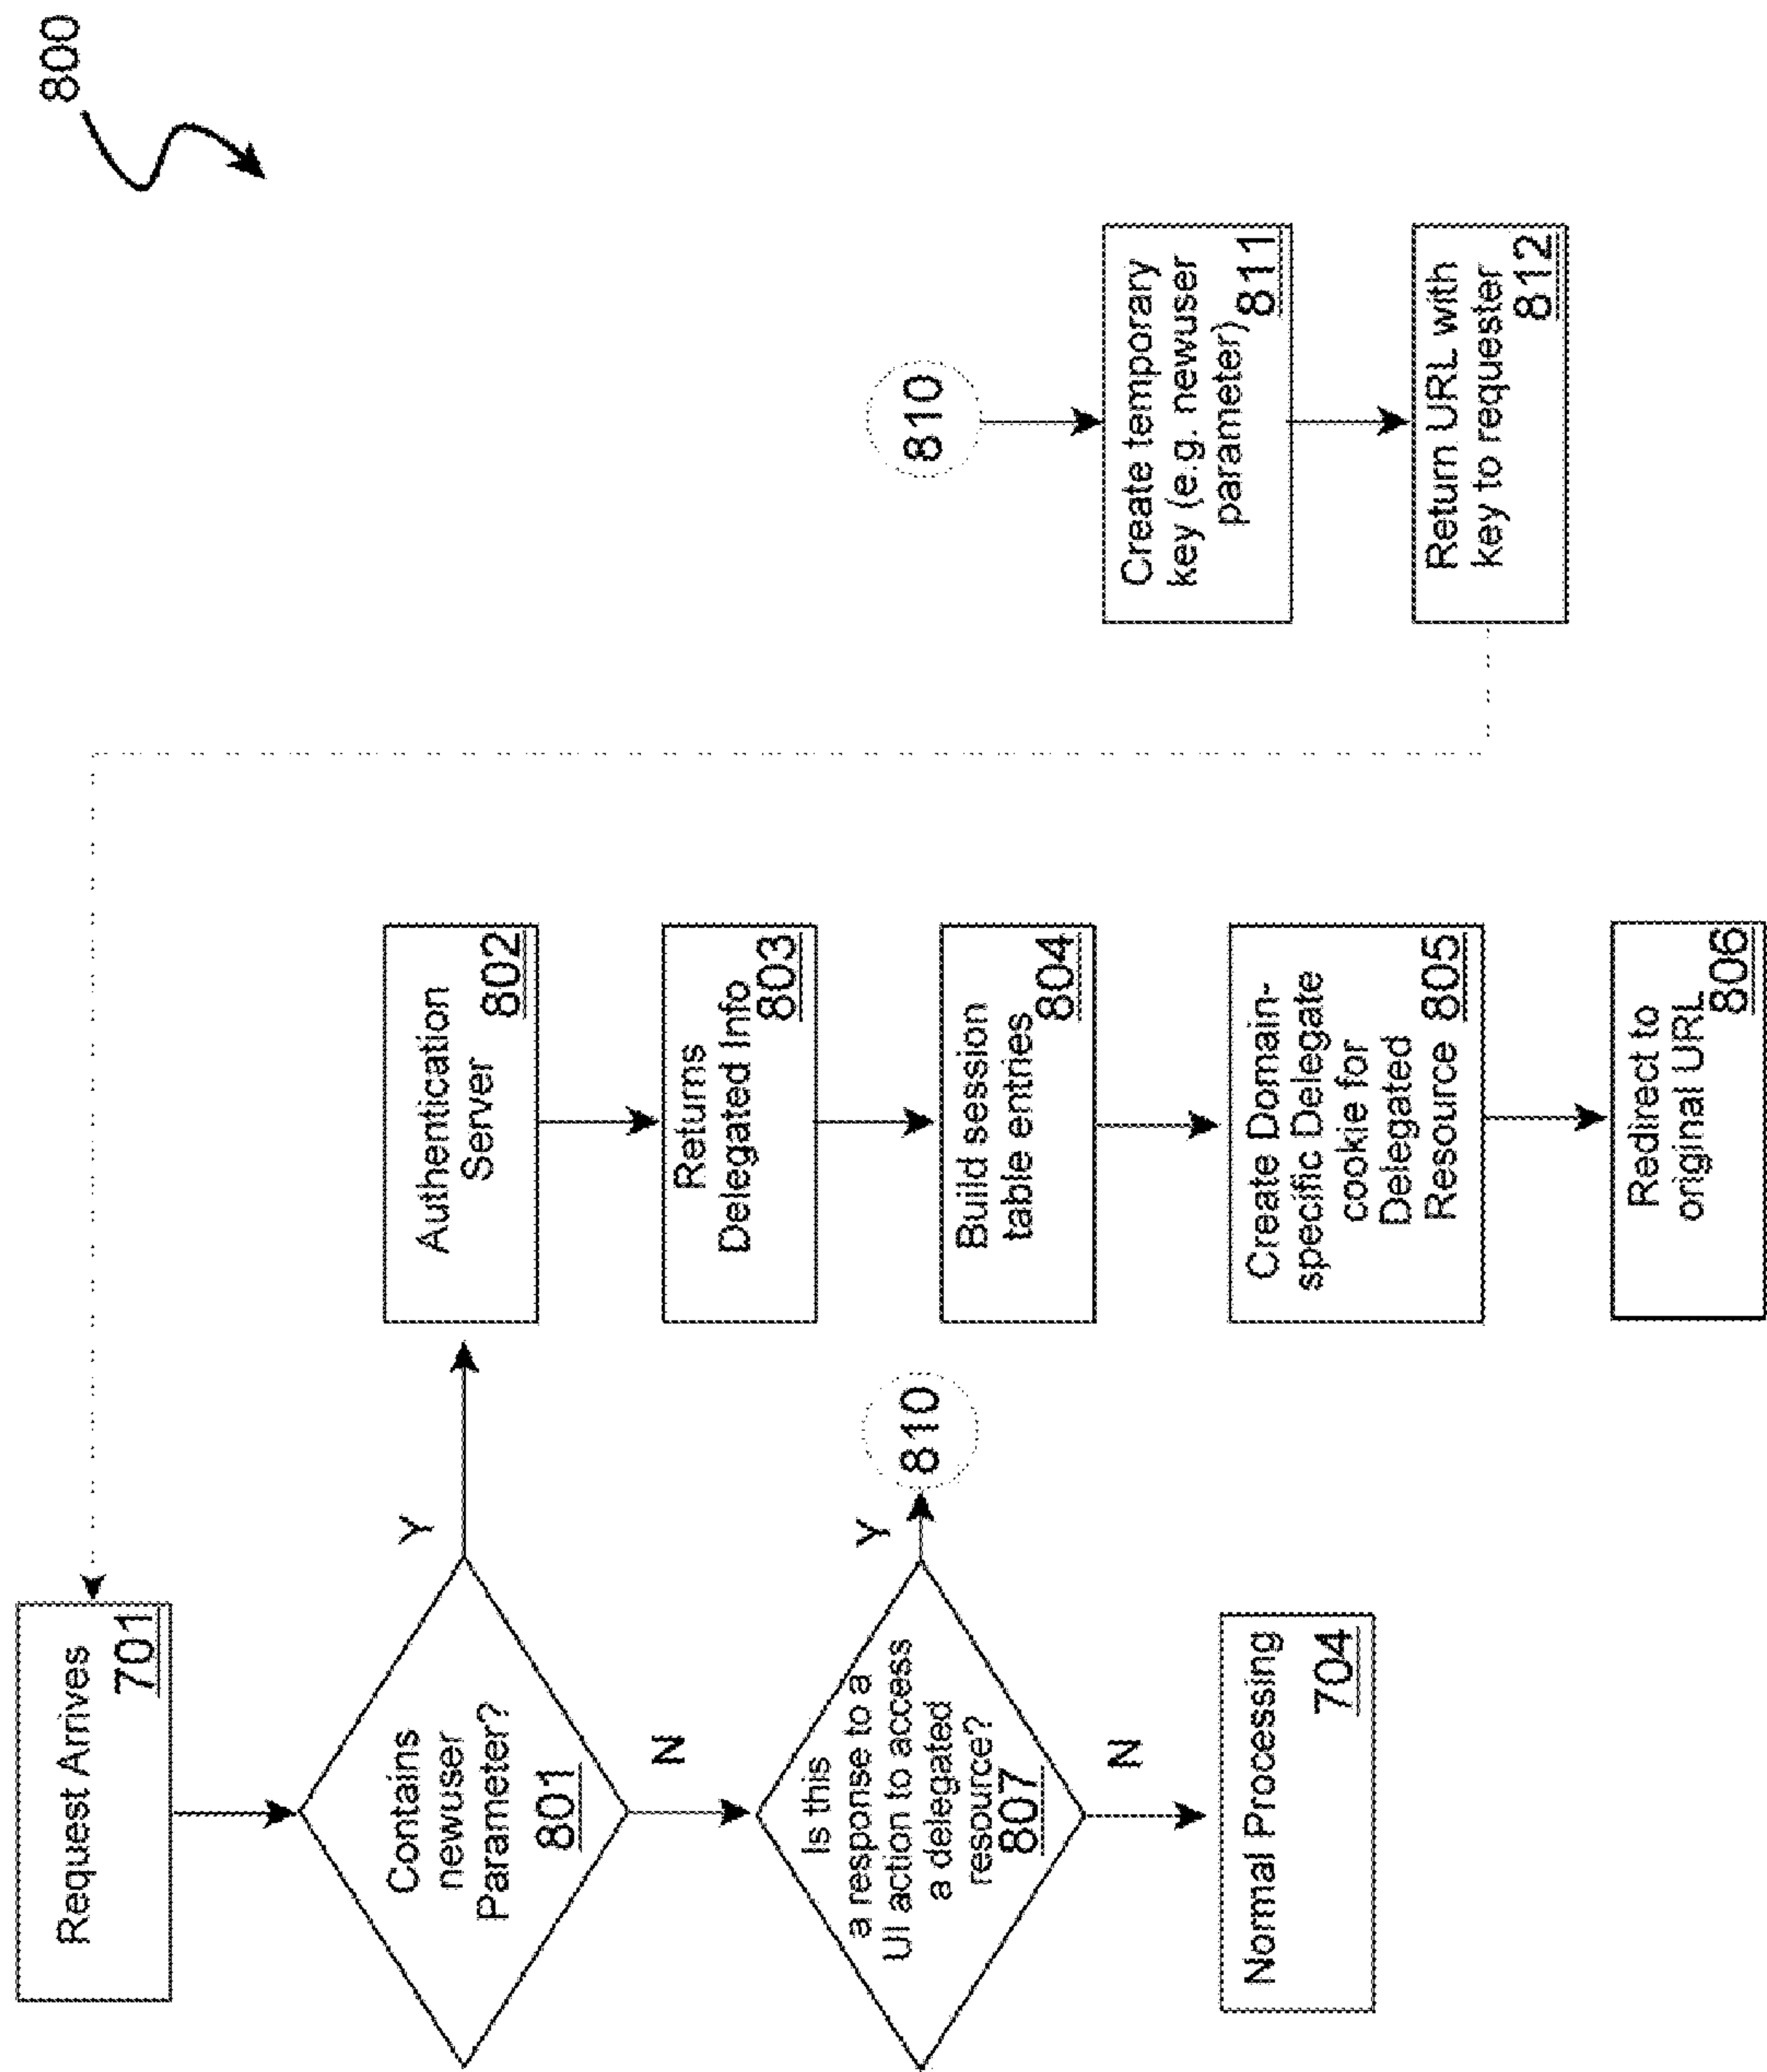 800
Request Arrives
701
Contains
newuser
Parameter?
801
Y
N
Authentication
Server
802
Returns
Delegated Info
803
Build session
table entries
804
Create Domain-
specific Delegate
cookie for
Delegated
Resource 805
Redirect to
original URL
806
Is this
a response to a
UI action to access
a delegated
resource?
807
Y
810
N
Normal Processing
704
810
Create temporary
key (e.g. newuser
parameter)
811
Return URL with
key to requester
812